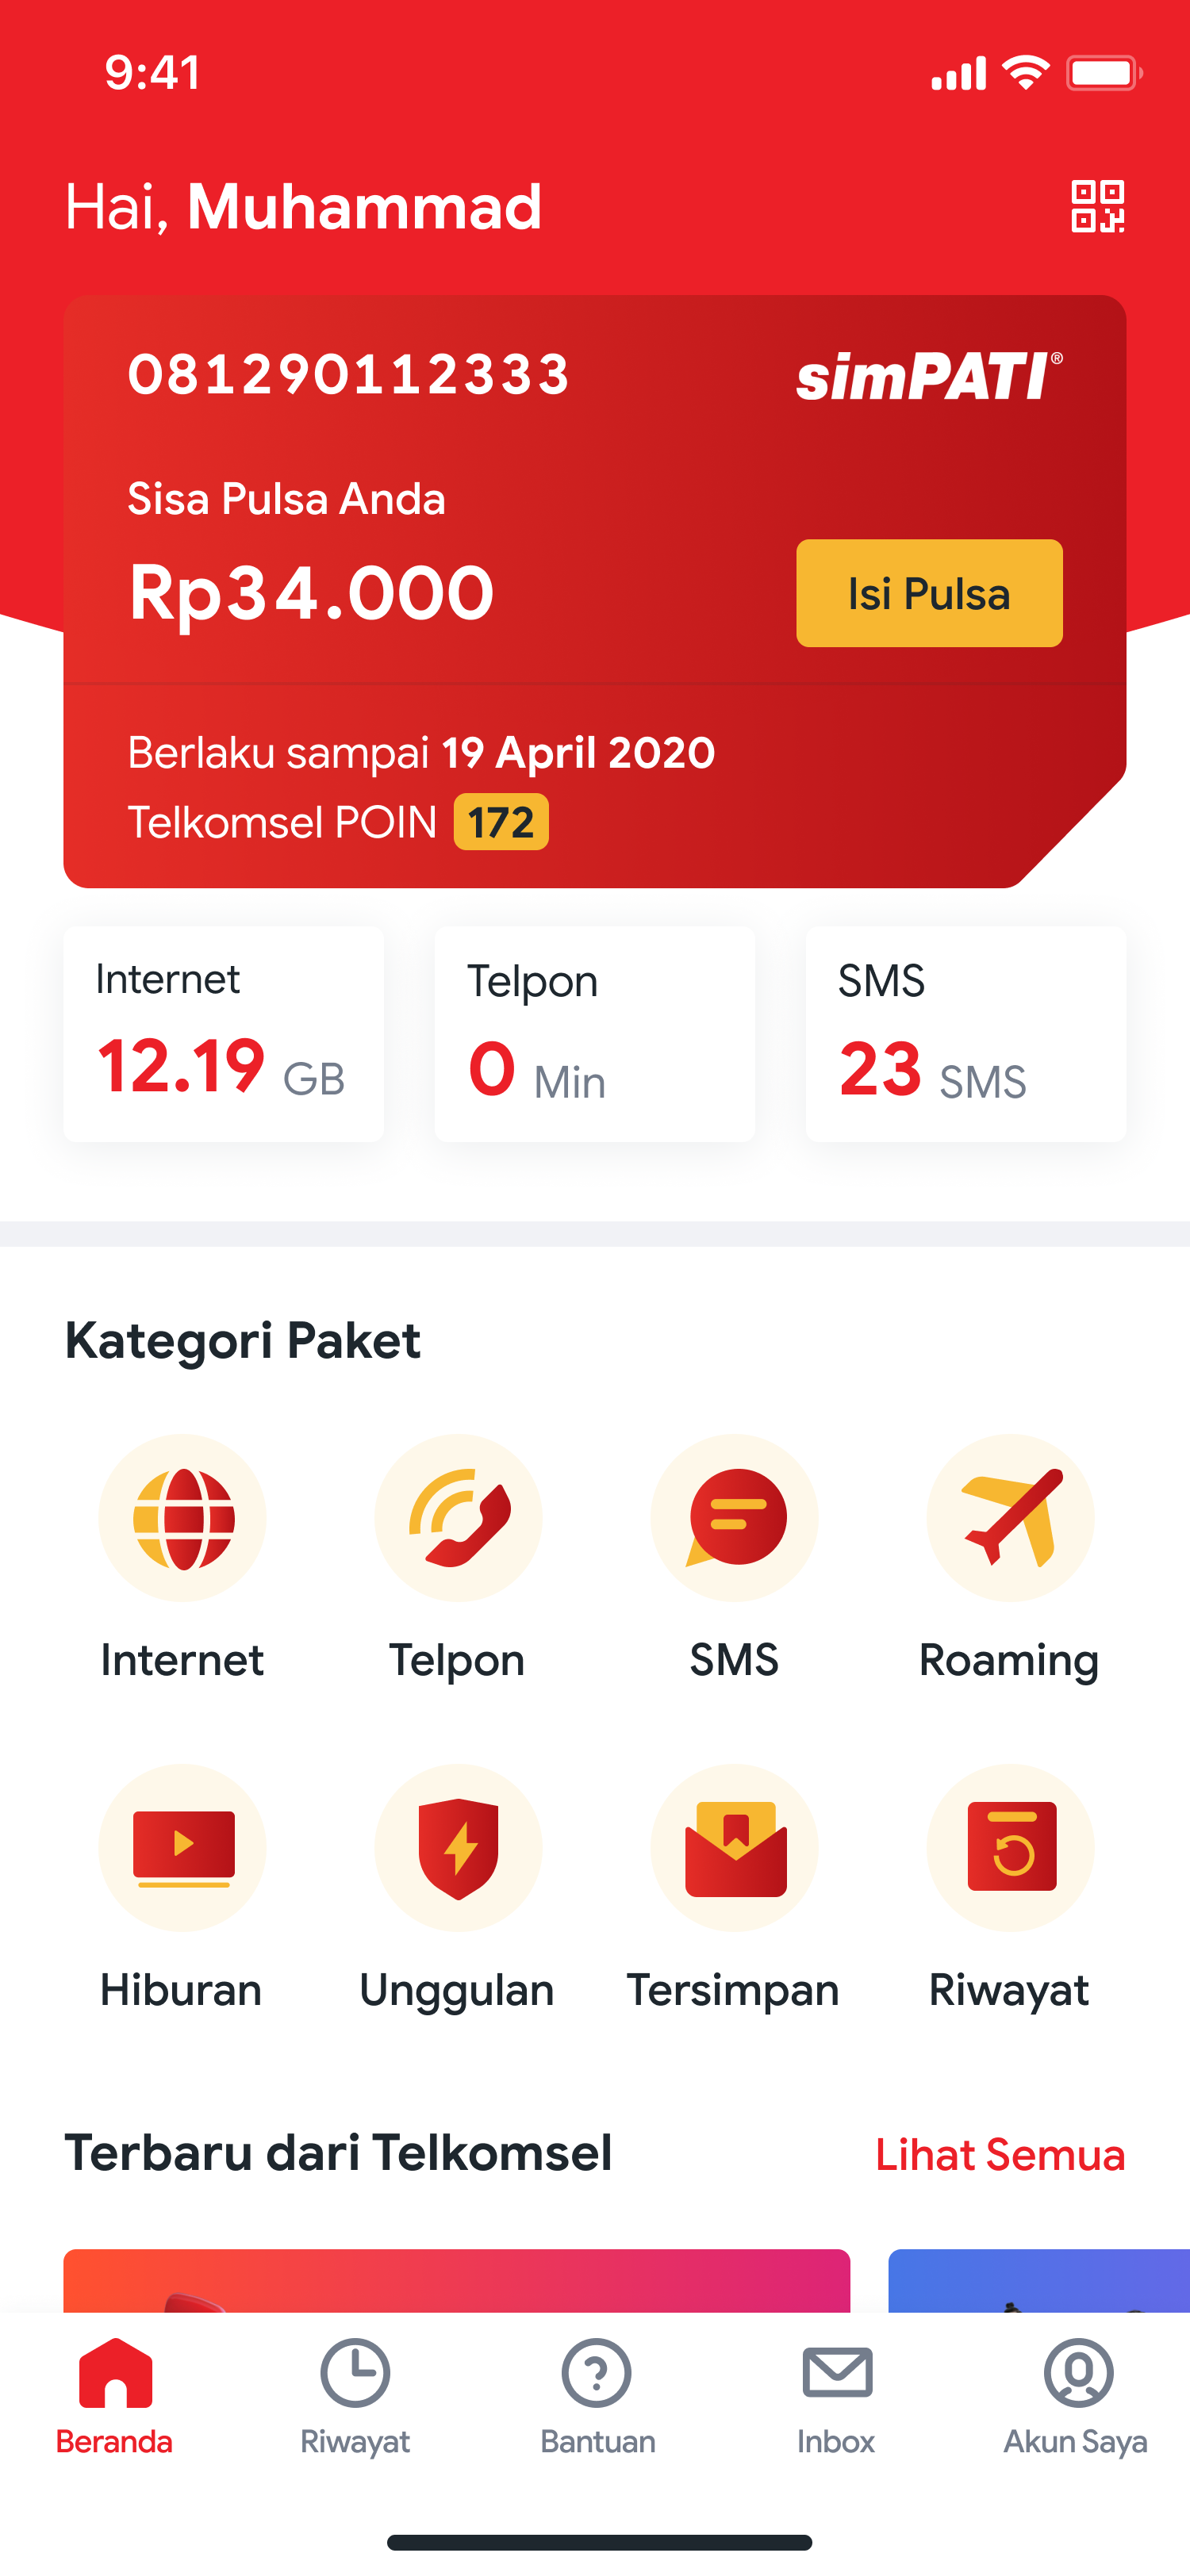 9:41
Hai, Muhammad
081290112333
simPATI®
Sisa Pulsa Anda
Rp34.000
Isi Pulsa
Berlaku sampai 19 April 2020
Telkomsel POIN 172
Internet
12.19 GB
Telpon
0 Min
SMS
23 SMS
Kategori Paket
Internet
Telpon
SMS
Roaming
Hiburan
Unggulan
Tersimpan
Riwayat
Terbaru dari Telkomsel
Lihat Semua
Beranda
Riwayat
Bantuan
Inbox
Akun Saya